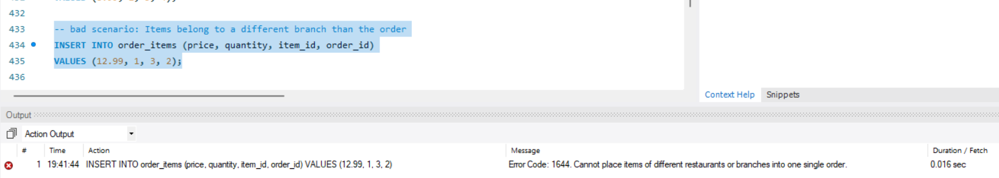 432
433 -- bad scenario: Items belong to a different branch than the order
434 INSERT INTO order_items (price, quantity, item_id, order_id)
435 VALUES (12.99, 1, 3, 2);
436
Context Help Snippets
Output
Action Output
# Time Action Message Duration / Fetch
1 19:41:44 INSERT INTO order_items (price, quantity, item_id, order_id) VALUES (12.99, 1, 3, 2) Error Code: 1644. Cannot place items of different restaurants or branches into one single order. 0.016 sec